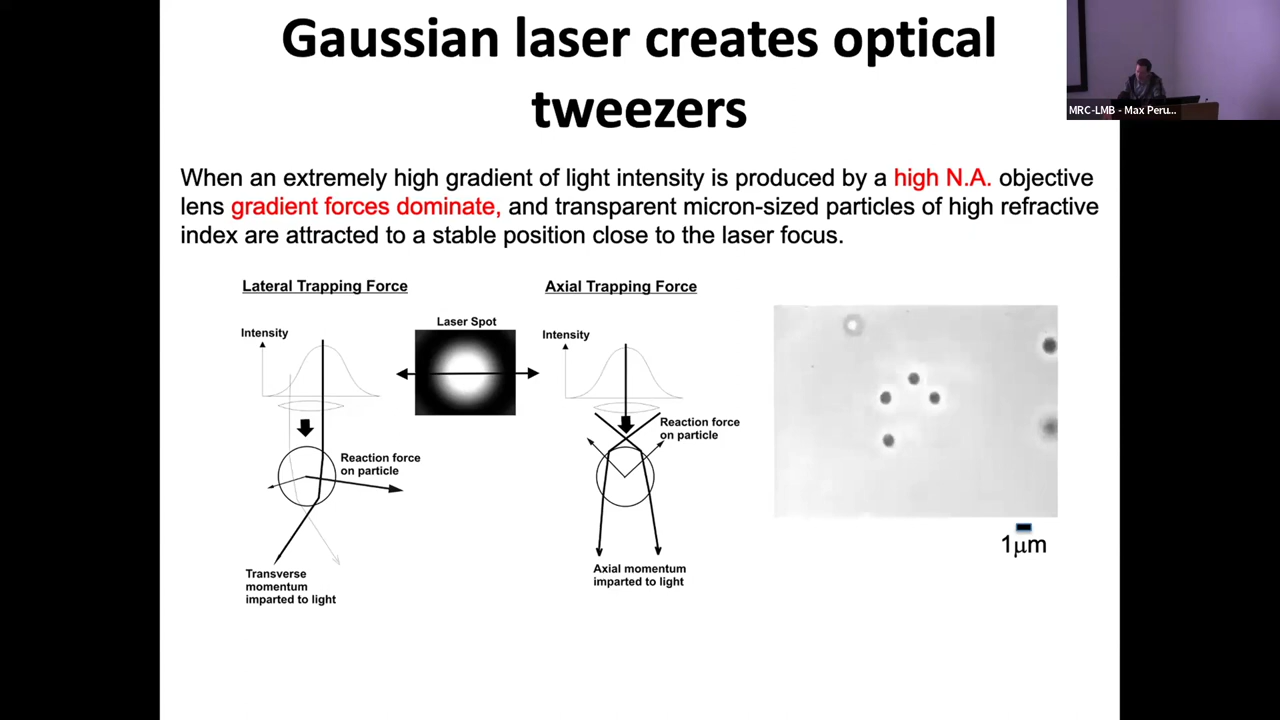 Gaussian laser creates optical
tweezers
MRC-LMB - Max Peru...
When an extremely high gradient of light intensity is produced by a high N.A. objective
lens gradient forces dominate, and transparent micron-sized particles of high refractive
index are attracted to a stable position close to the laser focus.
Lateral Trapping Force
Axial Trapping Force
Laser Spot
Intensity
Intensity
Reaction force
on particle
Reaction force
on particle
Transverse
momentum
imparted to light
Axial momentum
imparted to light
1μm